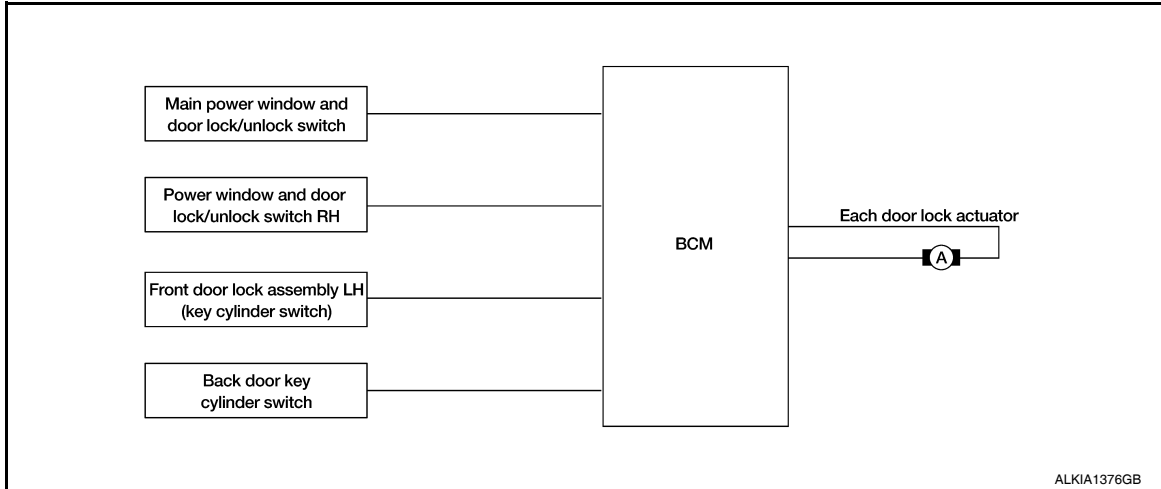 Main power window and
door lock/unlock switch
Power window and door
lock/unlock switch RH
Front door lock assembly LH
(key cylinder switch)
Back door key
cylinder switch
BCM
Each door lock actuator
A
ALKIA1376GB